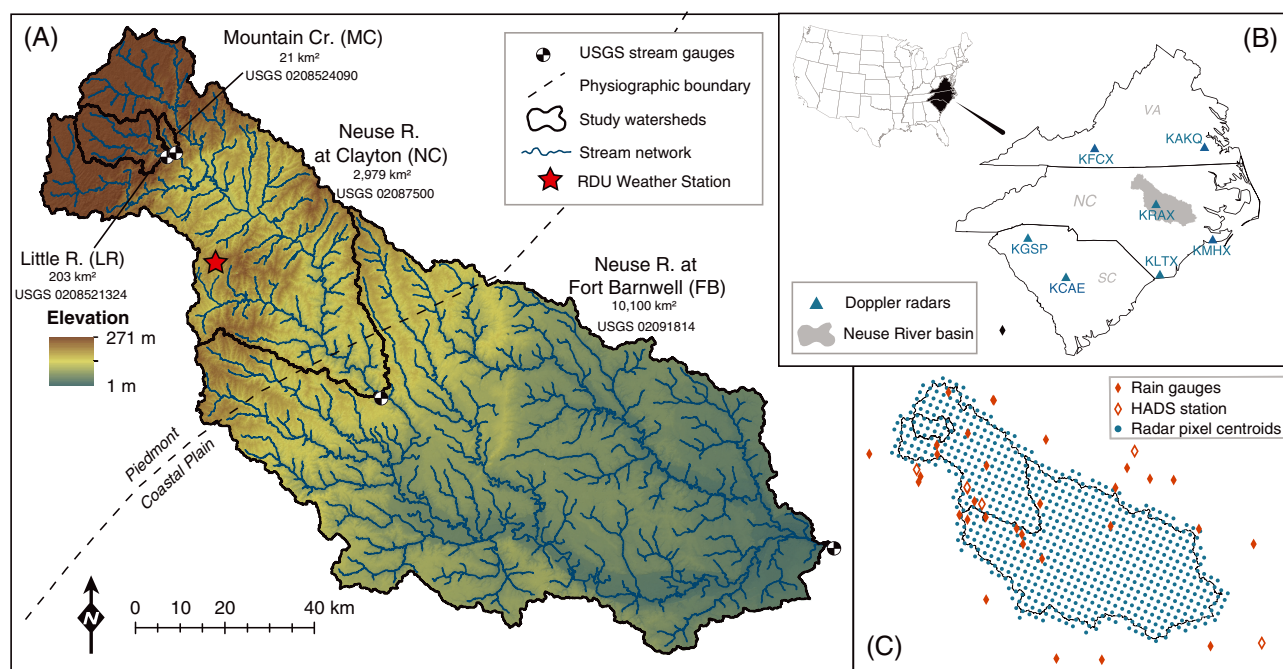 (A)
Mountain Cr. (MC)
21 km²
USGS 0208524090
Neuse R.
at Clayton (NC)
2,979 km²
USGS 02087500
Little R. (LR)
203 km²
USGS 0208521324
Neuse R. at
Fort Barnwell (FB)
10,100 km²
USGS 02091814
Elevation
271 m
1 m
Piedmont
Coastal Plain
N
0 10 20 40 km
USGS stream gauges
Physiographic boundary
Study watersheds
Stream network
RDU Weather Station
(B)
VA
KAKQ
KFCX
NC
KRAX
KGSP
KMHX
KLTX
KCAE
SC
Doppler radars
Neuse River basin
Rain gauges
HADS station
Radar pixel centroids
(C)